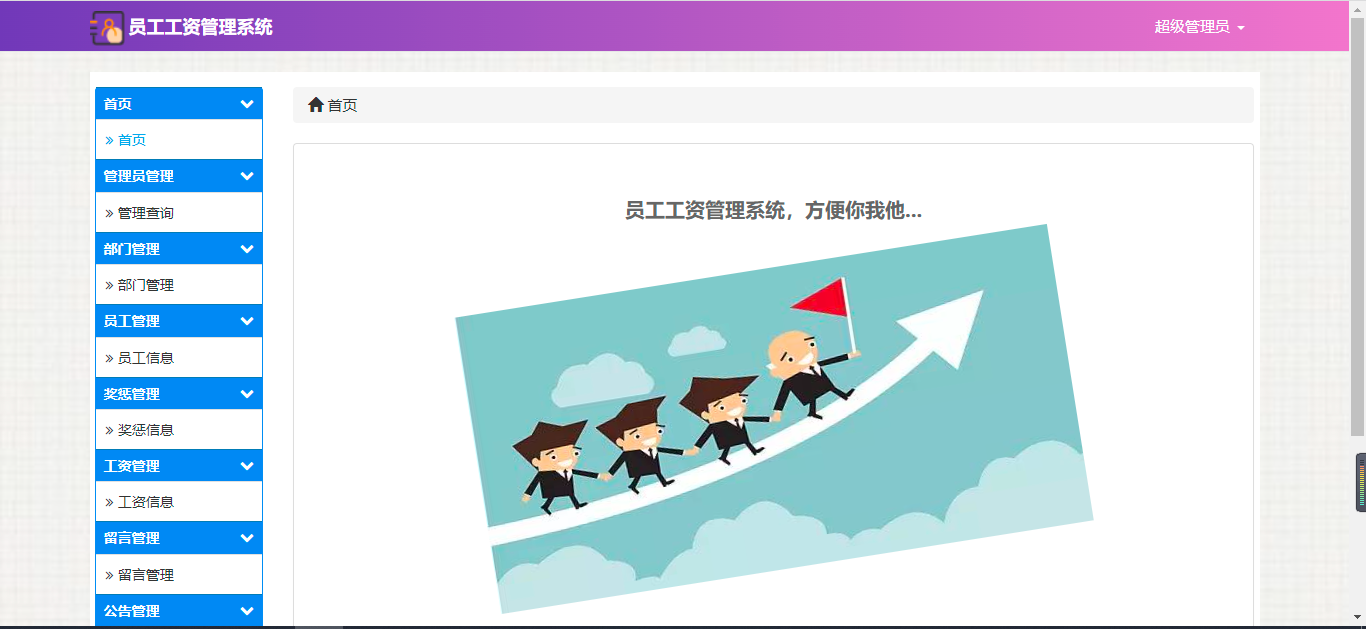 员工工资管理系统
超级管理员
首页
» 首页
管理员管理
» 管理查询
部门管理
» 部门管理
员工管理
» 员工信息
奖惩管理
» 奖惩信息
工资管理
» 工资信息
留言管理
» 留言管理
公告管理
首页
员工工资管理系统，方便你我他...